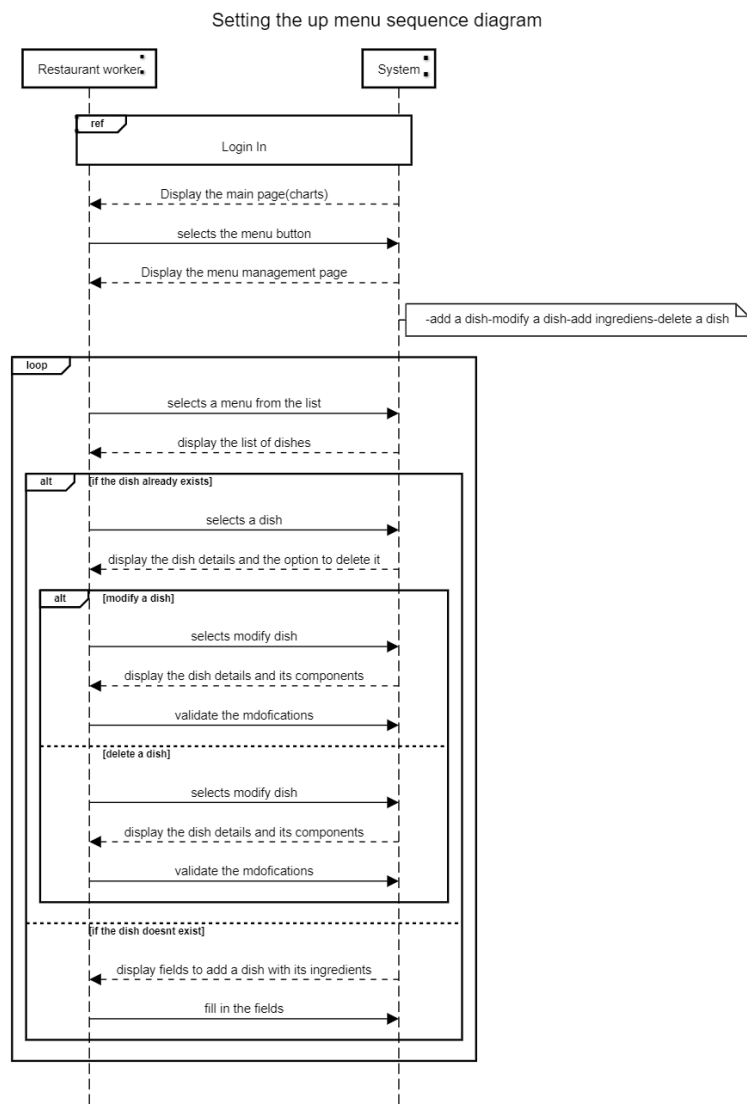 Setting the up menu sequence diagram
Restaurant worker
System
ref
Login In
Display the main page(charts)
selects the menu button
Display the menu management page
-add a dish-modify a dish-add ingrediens-delete a dish
loop
selects a menu from the list
display the list of dishes
alt
[if the dish already exists]
selects a dish
display the dish details and the option to delete it
alt
[modify a dish]
selects modify dish
display the dish details and its components
validate the mdofications
[delete a dish]
selects modify dish
display the dish details and its components
validate the mdofications
[if the dish doesnt exist]
display fields to add a dish with its ingredients
fill in the fields